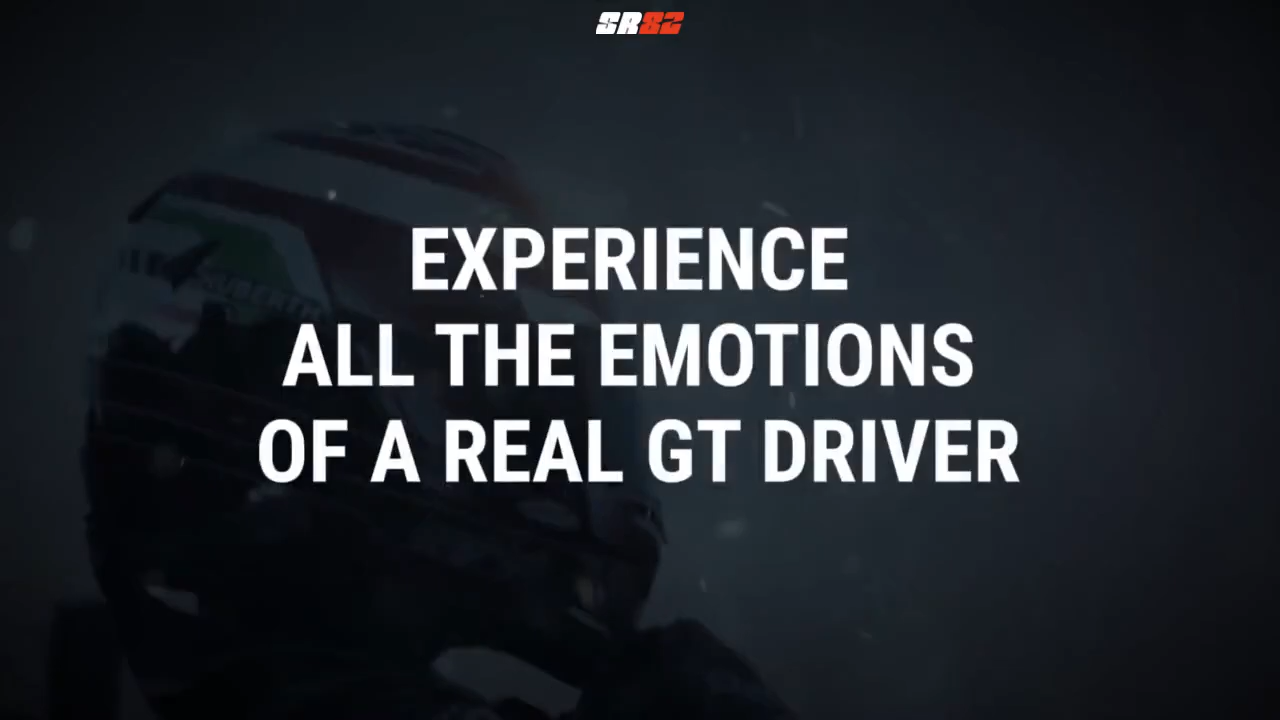 SR82
EXPERIENCE
ALL THE EMOTIONS
OF A REAL GT DRIVER